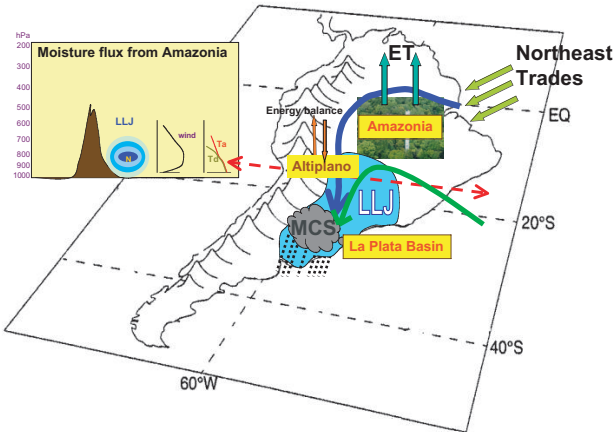 hPa
Moisture flux from Amazonia
200
300
400
500
600
700
800
900
1000
LLJ
N
wind
Ta
Td
ET
Northeast
Trades
EQ
Energy balance
Amazonia
Altiplano
LLJ
MCS
20°S
La Plata Basin
40°S
60°W